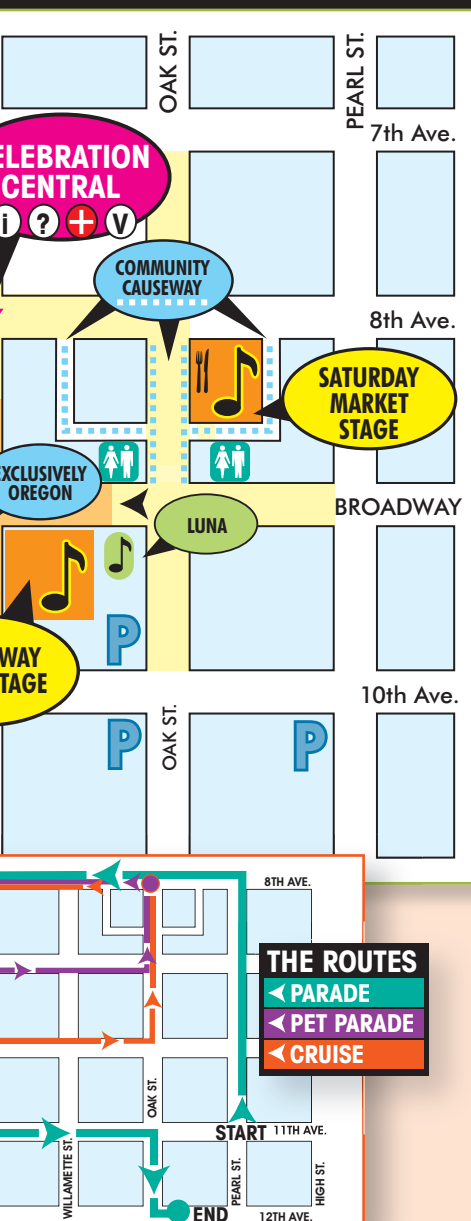 OAK ST.
PEARL ST.
7th Ave.
ELEBRATION
CENTRAL
i ? V
COMMUNITY
CAUSEWAY
8th Ave.
SATURDAY
MARKET
STAGE
EXCLUSIVELY
OREGON
BROADWAY
LUNA
P
WAY
TAGE
10th Ave.
OAK ST.
P
P
8TH AVE.
THE ROUTES
PARADE
PET PARADE
CRUISE
OAK ST.
START
11TH AVE.
WILLAMETTE ST.
PEARL ST.
HIGH ST.
END
12TH AVE.